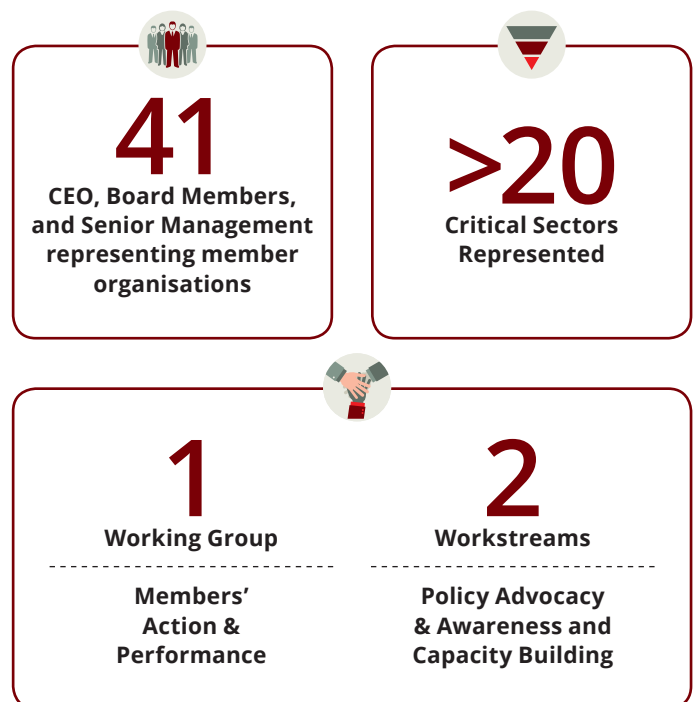 41
CEO, Board Members,
and Senior Management
representing member
organisations
>20
Critical Sectors
Represented
1
Working Group
Members’
Action &
Performance
2
Workstreams
Policy Advocacy
& Awareness and
Capacity Building